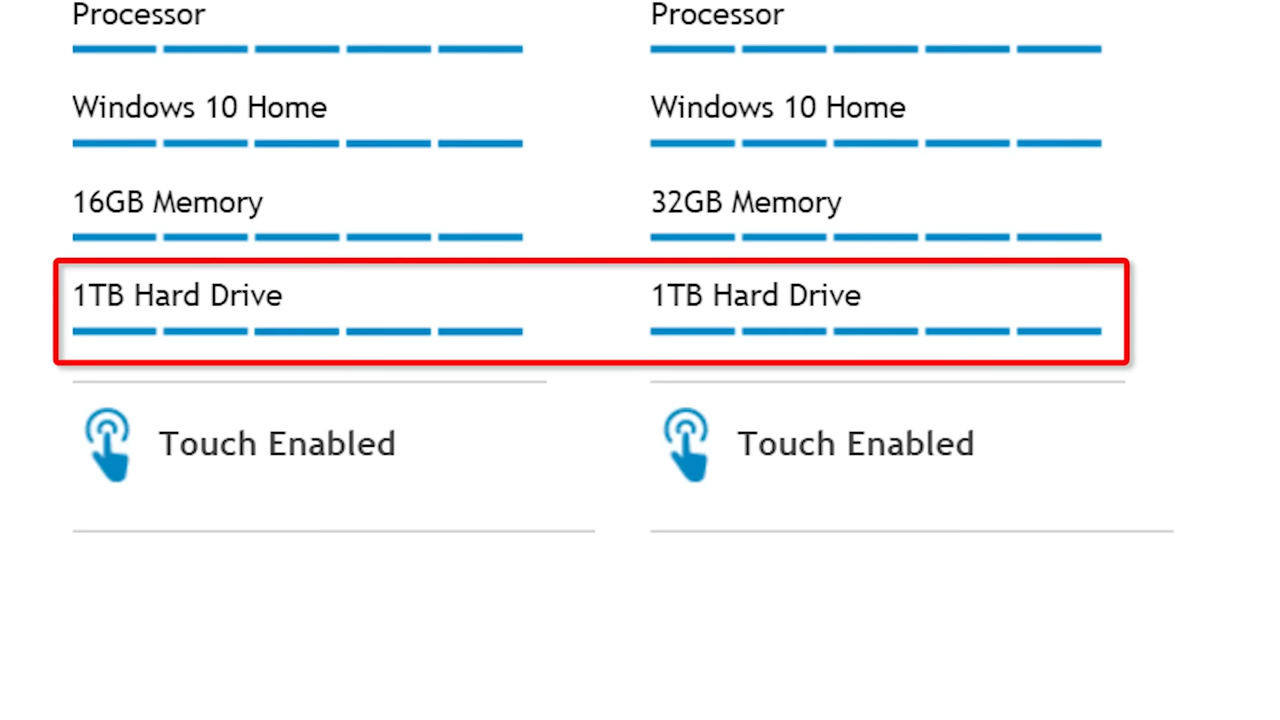 Processor
Windows 10 Home
16GB Memory
1TB Hard Drive
Touch Enabled
Processor
Windows 10 Home
32GB Memory
1TB Hard Drive
Touch Enabled